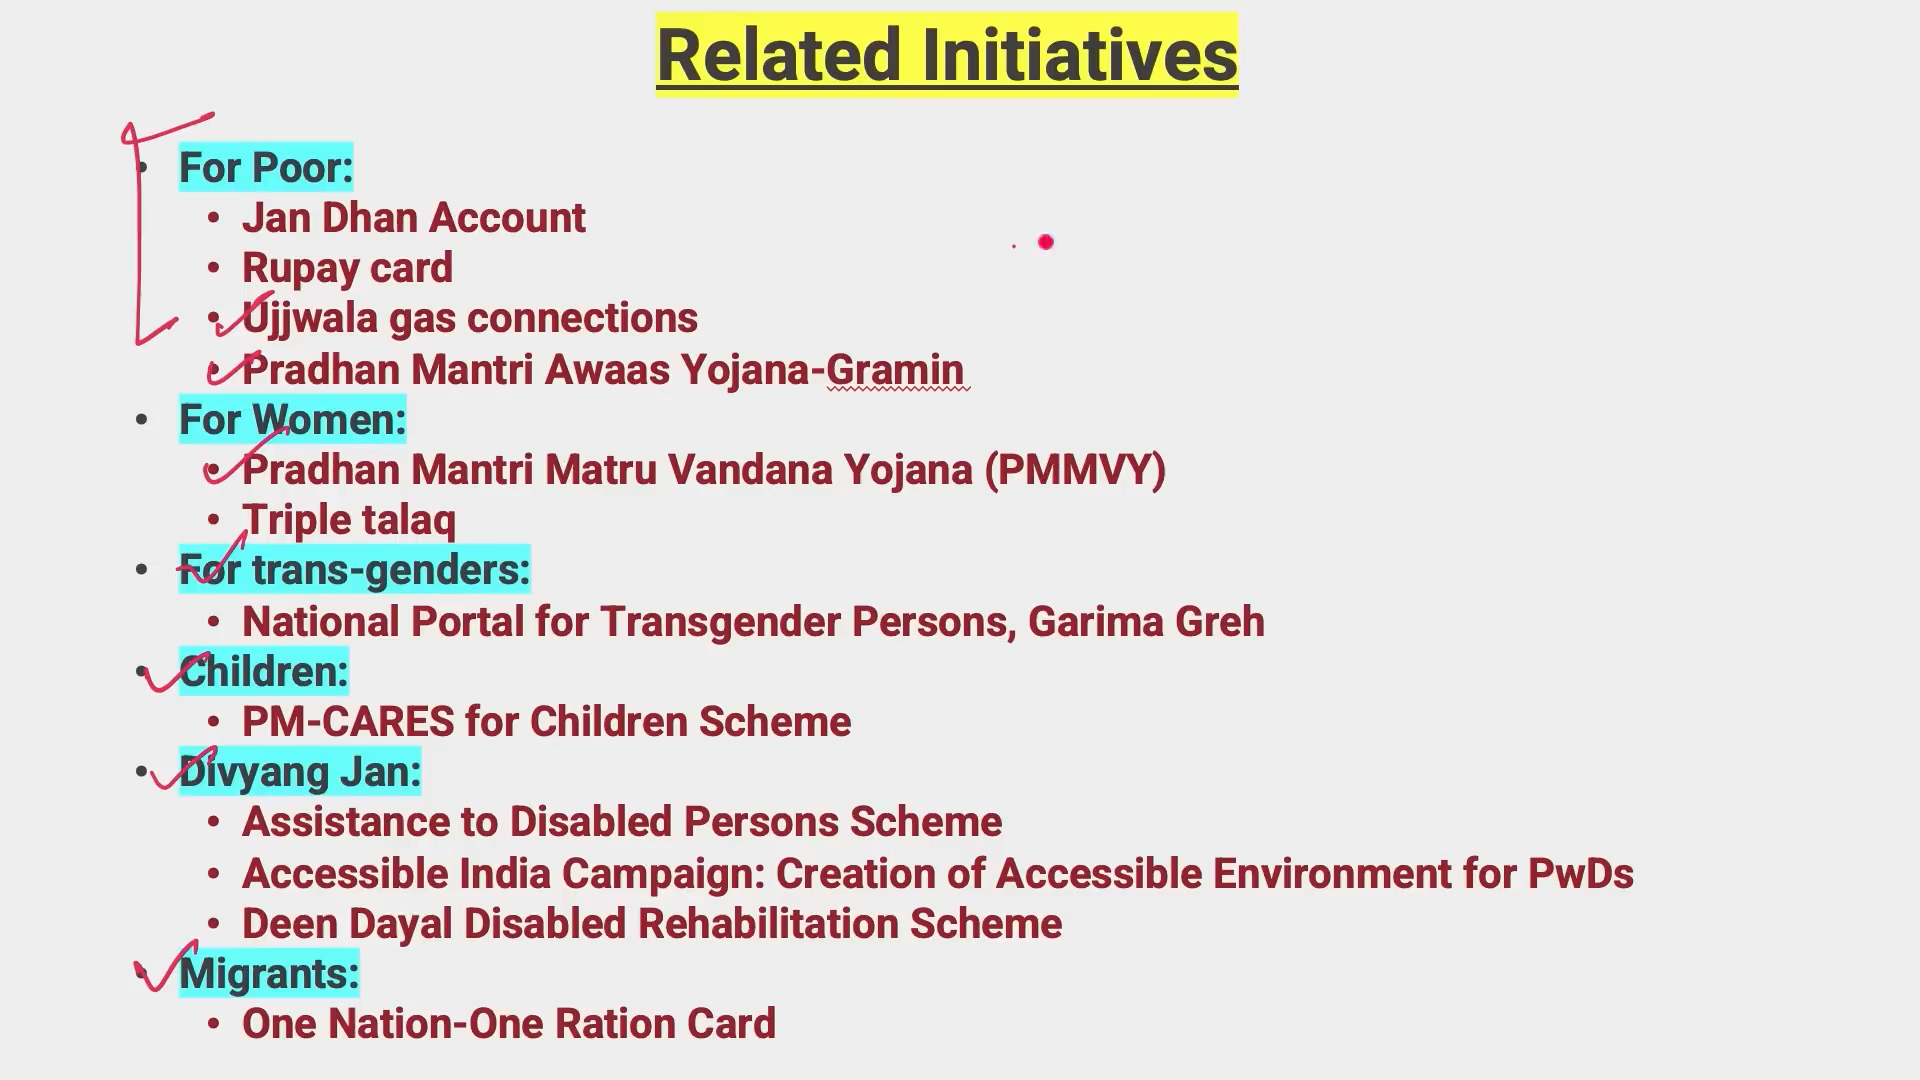 Related Initiatives
• For Poor:
• Jan Dhan Account
• Rupay card
• Ujjwala gas connections
• Pradhan Mantri Awaas Yojana-Gramin
• For Women:
• Pradhan Mantri Matru Vandana Yojana (PMMVY)
• Triple talaq
• For trans-genders:
• National Portal for Transgender Persons, Garima Greh
• Children:
• PM-CARES for Children Scheme
• Divyang Jan:
• Assistance to Disabled Persons Scheme
• Accessible India Campaign: Creation of Accessible Environment for PwDs
• Deen Dayal Disabled Rehabilitation Scheme
• Migrants:
• One Nation-One Ration Card